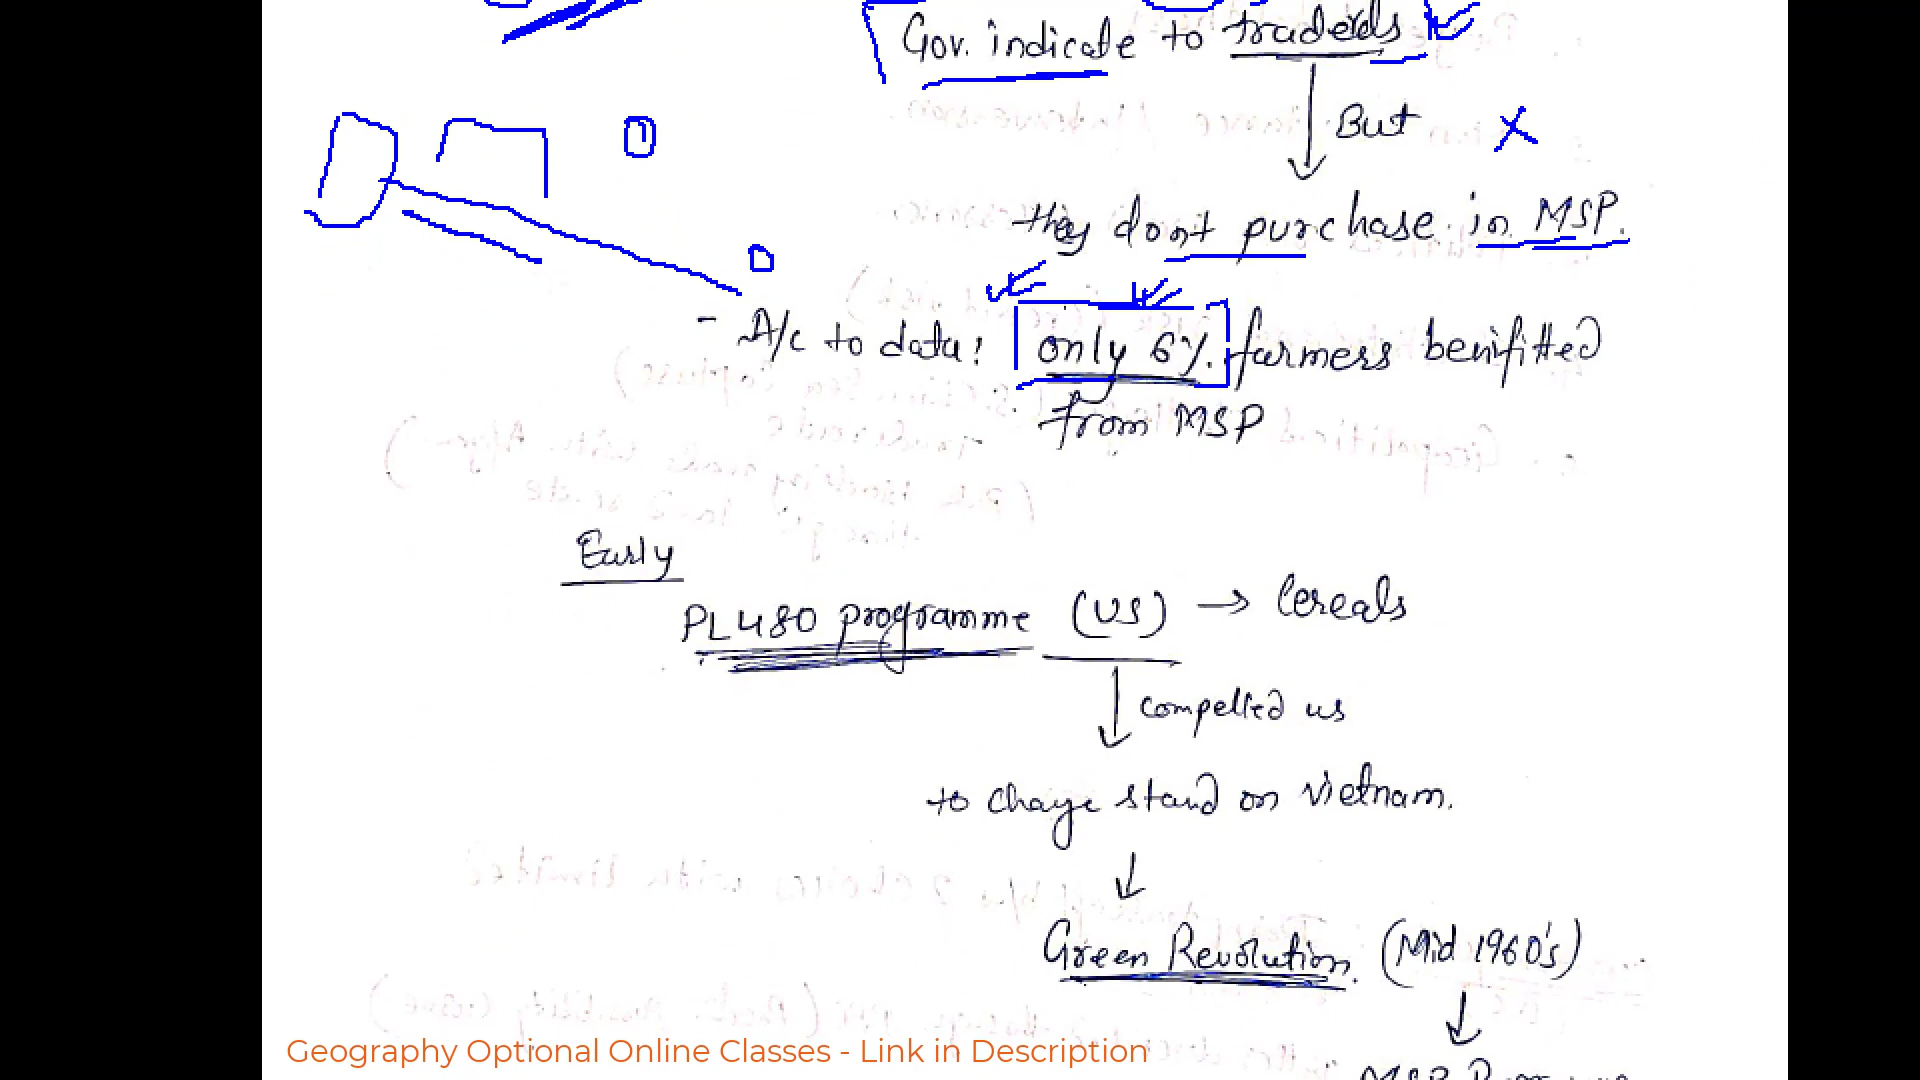 Gov. indicate to traders
But
they dont purchase in MSP.
- A/c to data: only 6% farmers benifitted
from MSP
Early
PL480 programme (US) → Cereals
compelled us
to change stand on Vietnam.
Green Revolution. (Mid 1960's)
Geography Optional Online Classes - Link in Description